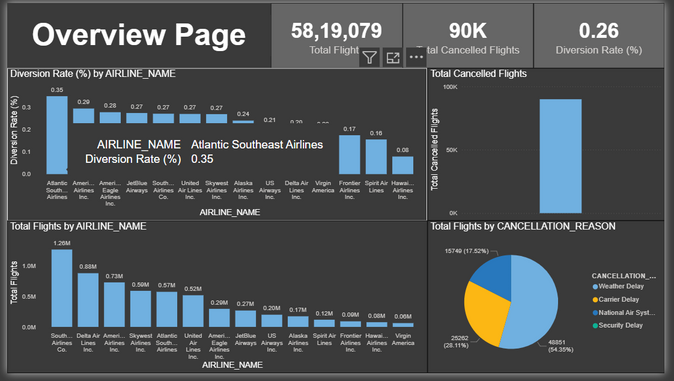 Overview Page
58,19,079
Total Flights
90K
Total Cancelled Flights
0.26
Diversion Rate (%)
Diversion Rate (%) by AIRLINE_NAME
Diversion Rate (%)
0.3
0.2
0.1
0.0
0.35
0.29
0.28
0.27
0.27
0.27
0.27
0.24
0.21
0.17
0.16
0.08
AIRLINE_NAME Atlantic Southeast Airlines
Diversion Rate (%) 0.35
Atlantic South... Airlines
Ameri... Airlines Inc.
Ameri... Eagle Airlines Inc.
JetBlue Airways
South... Airlines Co.
United Air Lines Inc.
Skywest Airlines Inc.
Alaska Airlines Inc.
US Airways Inc.
Delta Air Lines Inc.
Virgin America
Frontier Airlines Inc.
Spirit Air Lines
Hawai... Airlines Inc.
AIRLINE_NAME
Total Cancelled Flights
Total Cancelled Flights
100K
50K
0K
Total Flights by AIRLINE_NAME
Total Flights
1.0M
0.5M
0.0M
1.26M
0.88M
0.73M
0.59M
0.57M
0.52M
0.29M
0.27M
0.20M
0.17M
0.12M
0.09M
0.08M
0.06M
South... Airlines Co.
Delta Air Lines Inc.
Ameri... Airlines Inc.
Skywest Airlines Inc.
Atlantic South... Airlines
United Air Lines Inc.
Ameri... Eagle Airlines Inc.
JetBlue Airways
US Airways Inc.
Alaska Airlines Inc.
Spirit Air Lines
Frontier Airlines Inc.
Hawai... Airlines Inc.
Virgin America
AIRLINE_NAME
Total Flights by CANCELLATION_REASON
15749 (17.52%)
25262
(28.11%)
48851
(54.35%)
CANCELLATION_...
Weather Delay
Carrier Delay
National Air Syst...
Security Delay